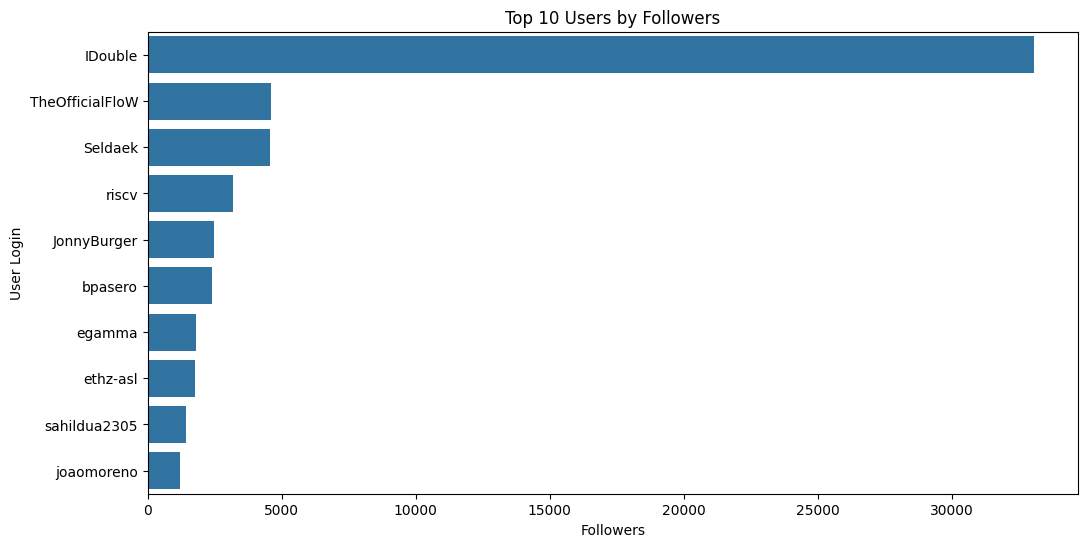 Top 10 Users by Followers
User Login
IDouble
TheOfficialFloW
Seldaek
riscv
JonnyBurger
bpasero
egamma
ethz-asl
sahildua2305
joaomoreno
0 5000 10000 15000 20000 25000 30000
Followers